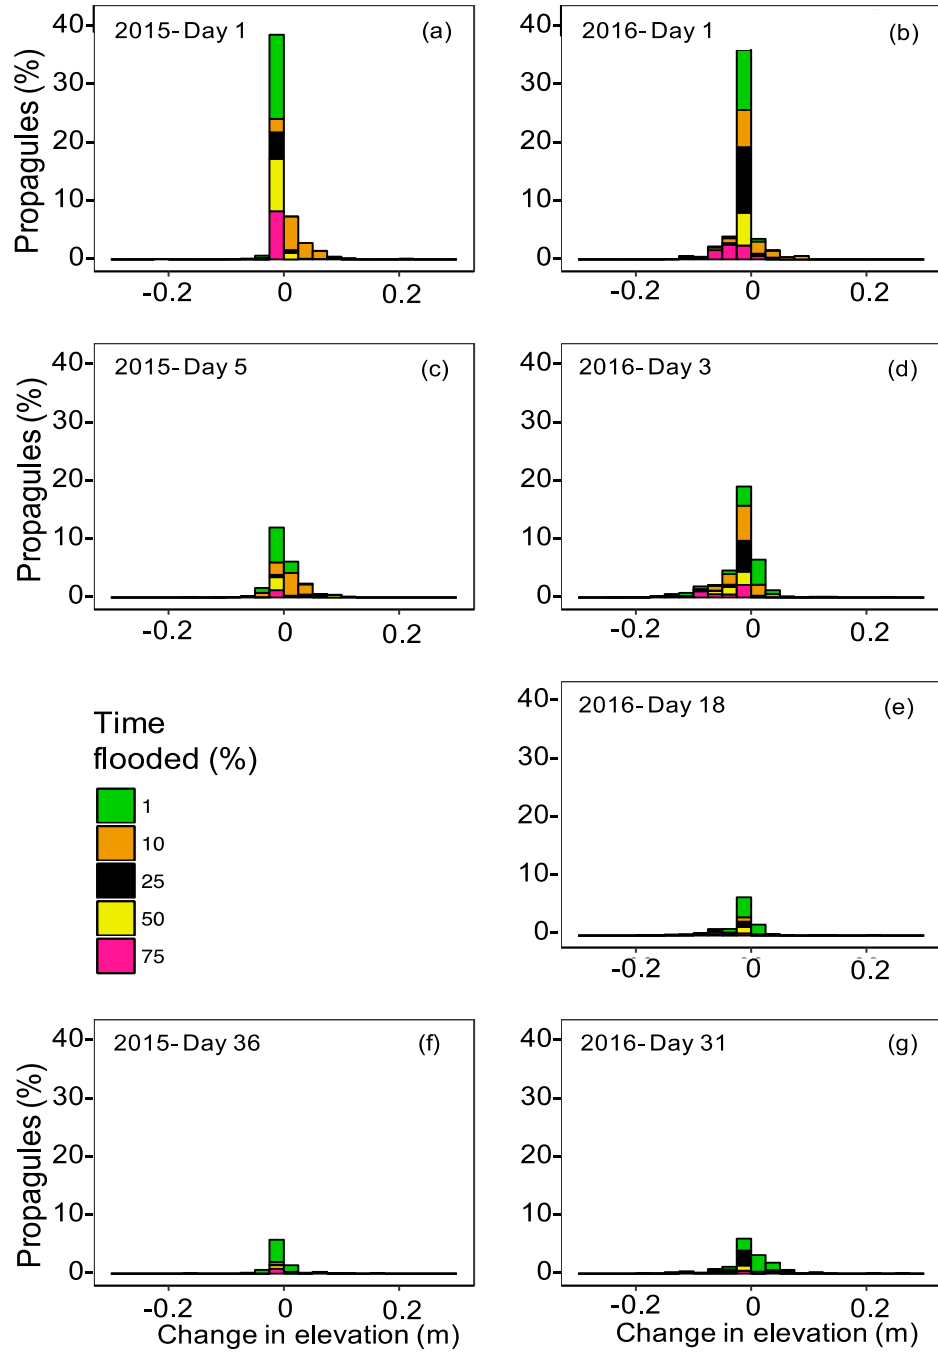 2015-Day 1
(a)
Propagules (%)
40
30
20
10
0
-0.2
0
0.2
2016-Day 1
(b)
40
30
20
10
0
-0.2
0
0.2
2015-Day 5
(c)
Propagules (%)
40
30
20
10
0
-0.2
0
0.2
2016-Day 3
(d)
40
30
20
10
0
-0.2
0
0.2
Time
flooded (%)
1
10
25
50
75
2016-Day 18
(e)
40
30
20
10
0
-0.2
0
0.2
2015-Day 36
(f)
Propagules (%)
40
30
20
10
0
-0.2
0
0.2
Change in elevation (m)
2016-Day 31
(g)
40
30
20
10
0
-0.2
0
0.2
Change in elevation (m)